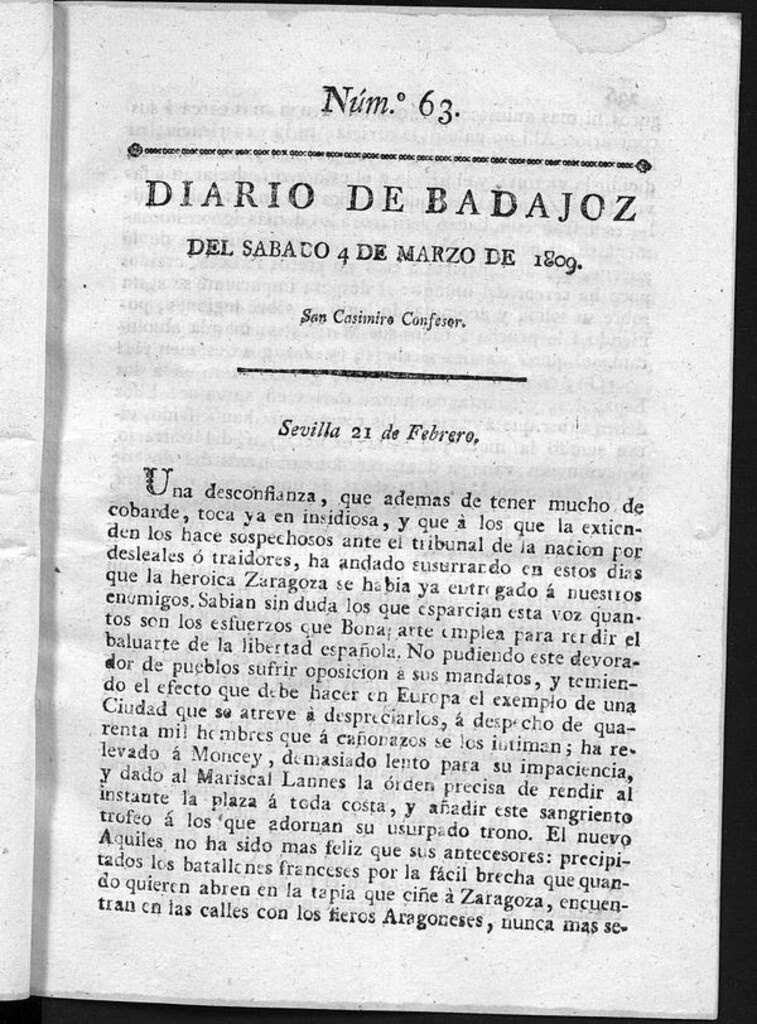 Núm.º 63.
DIARIO DE BADAJOZ
DEL SABADO 4 DE MARZO DE 1809.
San Casimiro Confesor.
Sevilla 21 de Febrero.
Una desconfianza, que ademas de tener mucho de
cobarde, toca ya en insidiosa, y que à los que la extien-
den los hace sospechosos ante el tribunal de la nacion por
desleales ó traidores, ha andado susurrando en estos dias
que la heroica Zaragoza se habia ya entregado á nuestros
enemigos. Sabian sin duda los que esparcian esta voz quan-
tos son los esfuerzos que Bonaparte emplea para rendir el
baluarte de la libertad española. No pudiendo este devora-
dor de pueblos sufrir oposicion à sus mandatos, y temien-
do el efecto que debe hacer en Europa el exemplo de una
Ciudad que se atreve à despreciarlos, á despecho de qua-
renta mil hombres que á cañonazos se los intiman; ha re-
levado á Moncey, demasiado lento para su impaciencia,
y dado al Mariscal Lannes la órden precisa de rendir al
instante la plaza á toda costa, y añadir este sangriento
trofeo á los que adornan su usurpado trono. El nuevo
Aquiles no ha sido mas feliz que sus antecesores: precipi-
tados los batallones franceses por la fácil brecha que quan-
do quieren abren en la tapia que ciñe à Zaragoza, encuen-
tran en las calles con los fieros Aragoneses, nunca mas se-